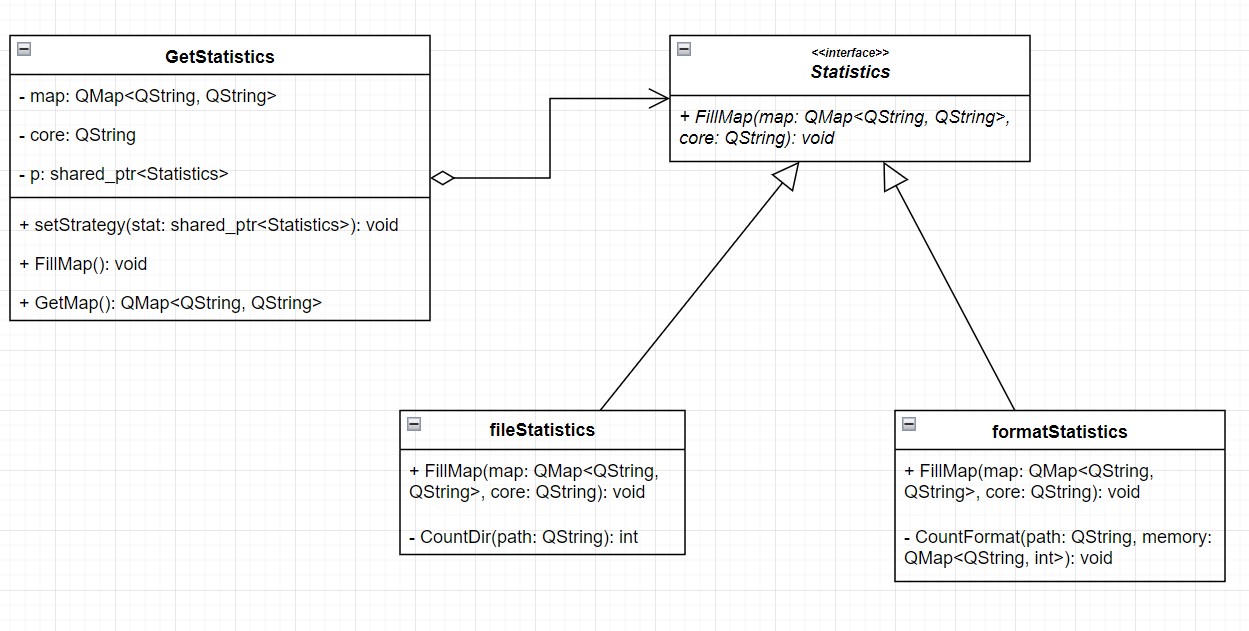 GetStatistics
- map: QMap<QString, QString>
- core: QString
- p: shared_ptr<Statistics>
+ setStrategy(stat: shared_ptr<Statistics>): void
+ FillMap(): void
+ GetMap(): QMap<QString, QString>
<<interface>>
Statistics
+ FillMap(map: QMap<QString, QString>,
core: QString): void
fileStatistics
+ FillMap(map: QMap<QString,
QString>, core: QString): void
- CountDir(path: QString): int
formatStatistics
+ FillMap(map: QMap<QString,
QString>, core: QString): void
- CountFormat(path: QString, memory:
QMap<QString, int>): void